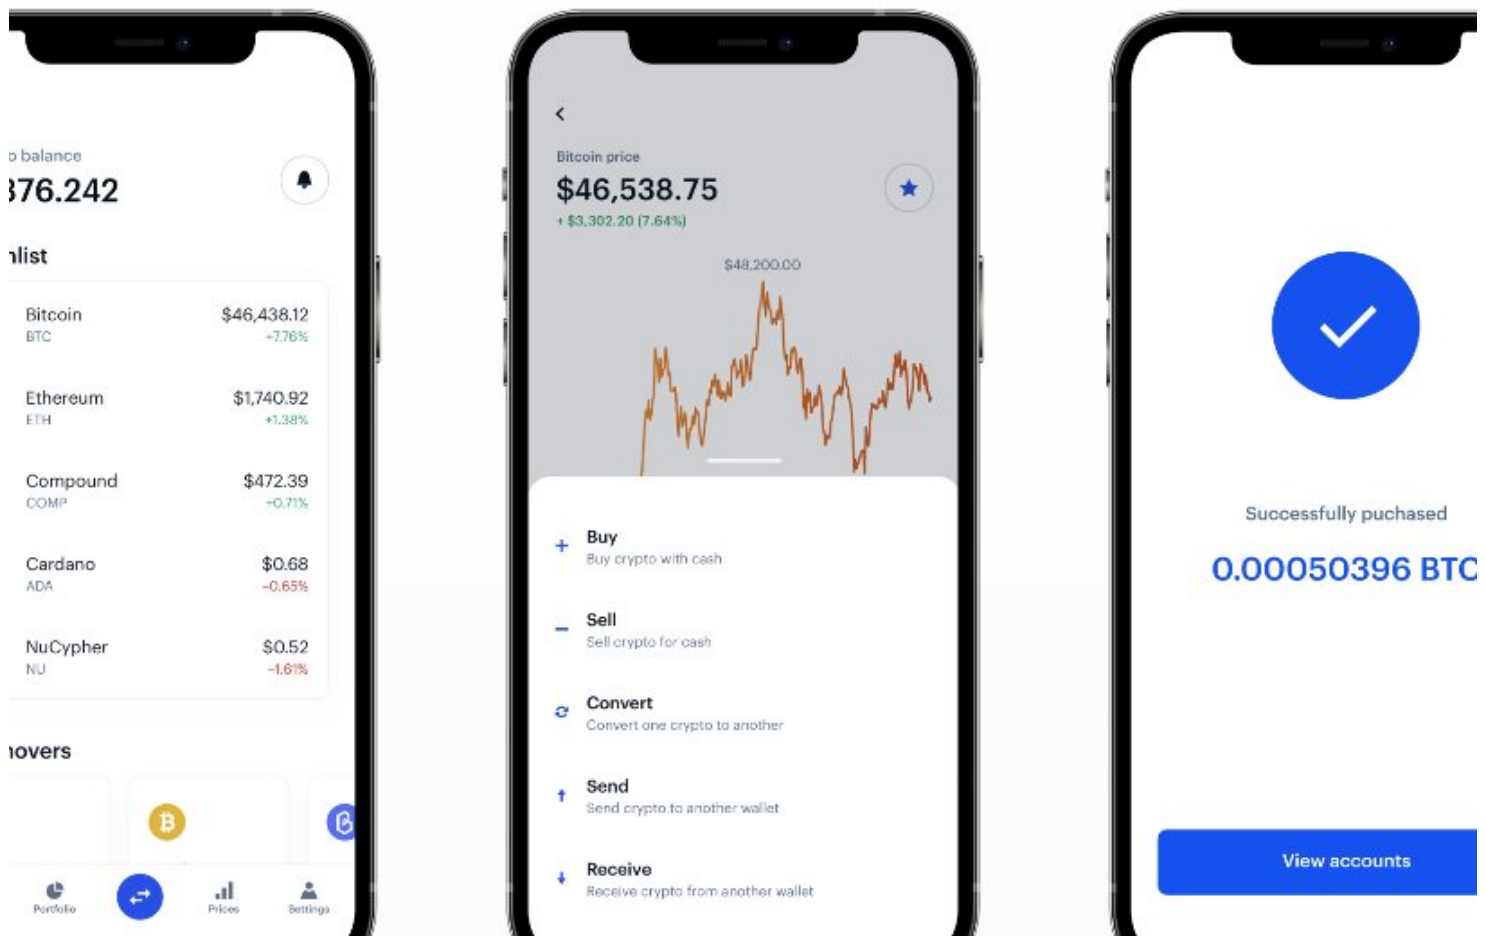 o balance
376.242
hlist
Bitcoin $46,438.12
BTC +7.76%
Ethereum $1,740.92
ETH +1.38%
Compound $472.39
COMP +0.71%
Cardano $0.68
ADA -0.65%
NuCypher $0.52
NU -1.61%
novers
Portfolio Prices Settings
Bitcoin price
$46,538.75
+ $3,302.20 (7.64%)
$48,200.00
Buy
Buy crypto with cash
Sell
Sell crypto for cash
Convert
Convert one crypto to another
Send
Send crypto to another wallet
Receive
Receive crypto from another wallet
Successfully puchased
0.00050396 BTC
View accounts